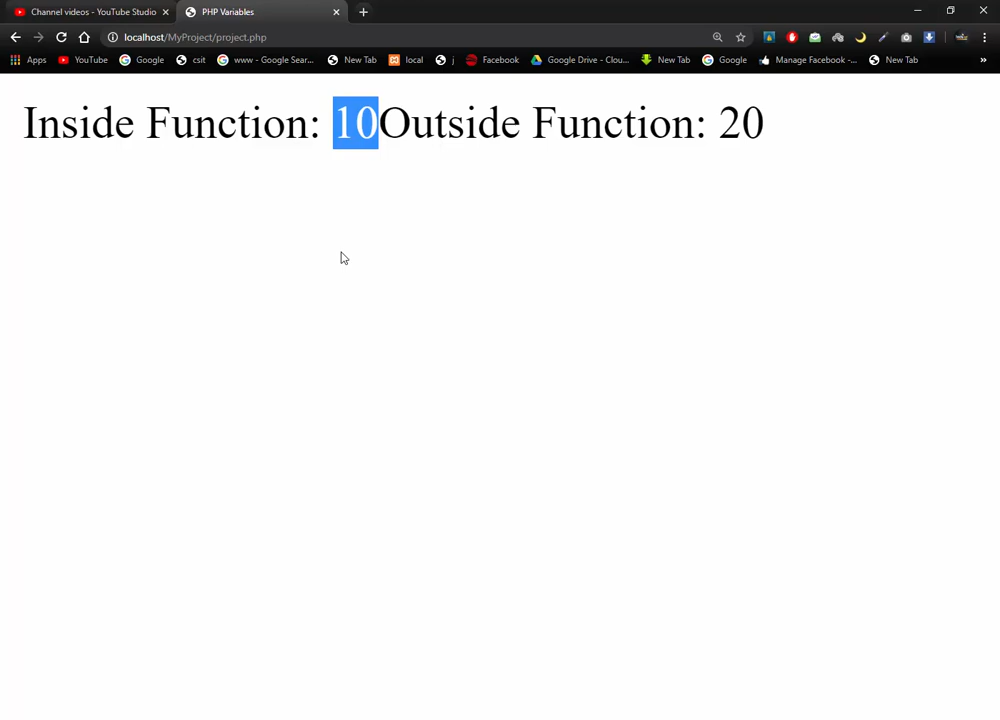 Channel videos - YouTube Studio
PHP Variables
localhost/MyProject/project.php
Apps
YouTube
Google
csit
www - Google Sear...
New Tab
local
j
Facebook
Google Drive - Clou...
New Tab
Google
Manage Facebook -...
New Tab
Inside Function: 10Outside Function: 20